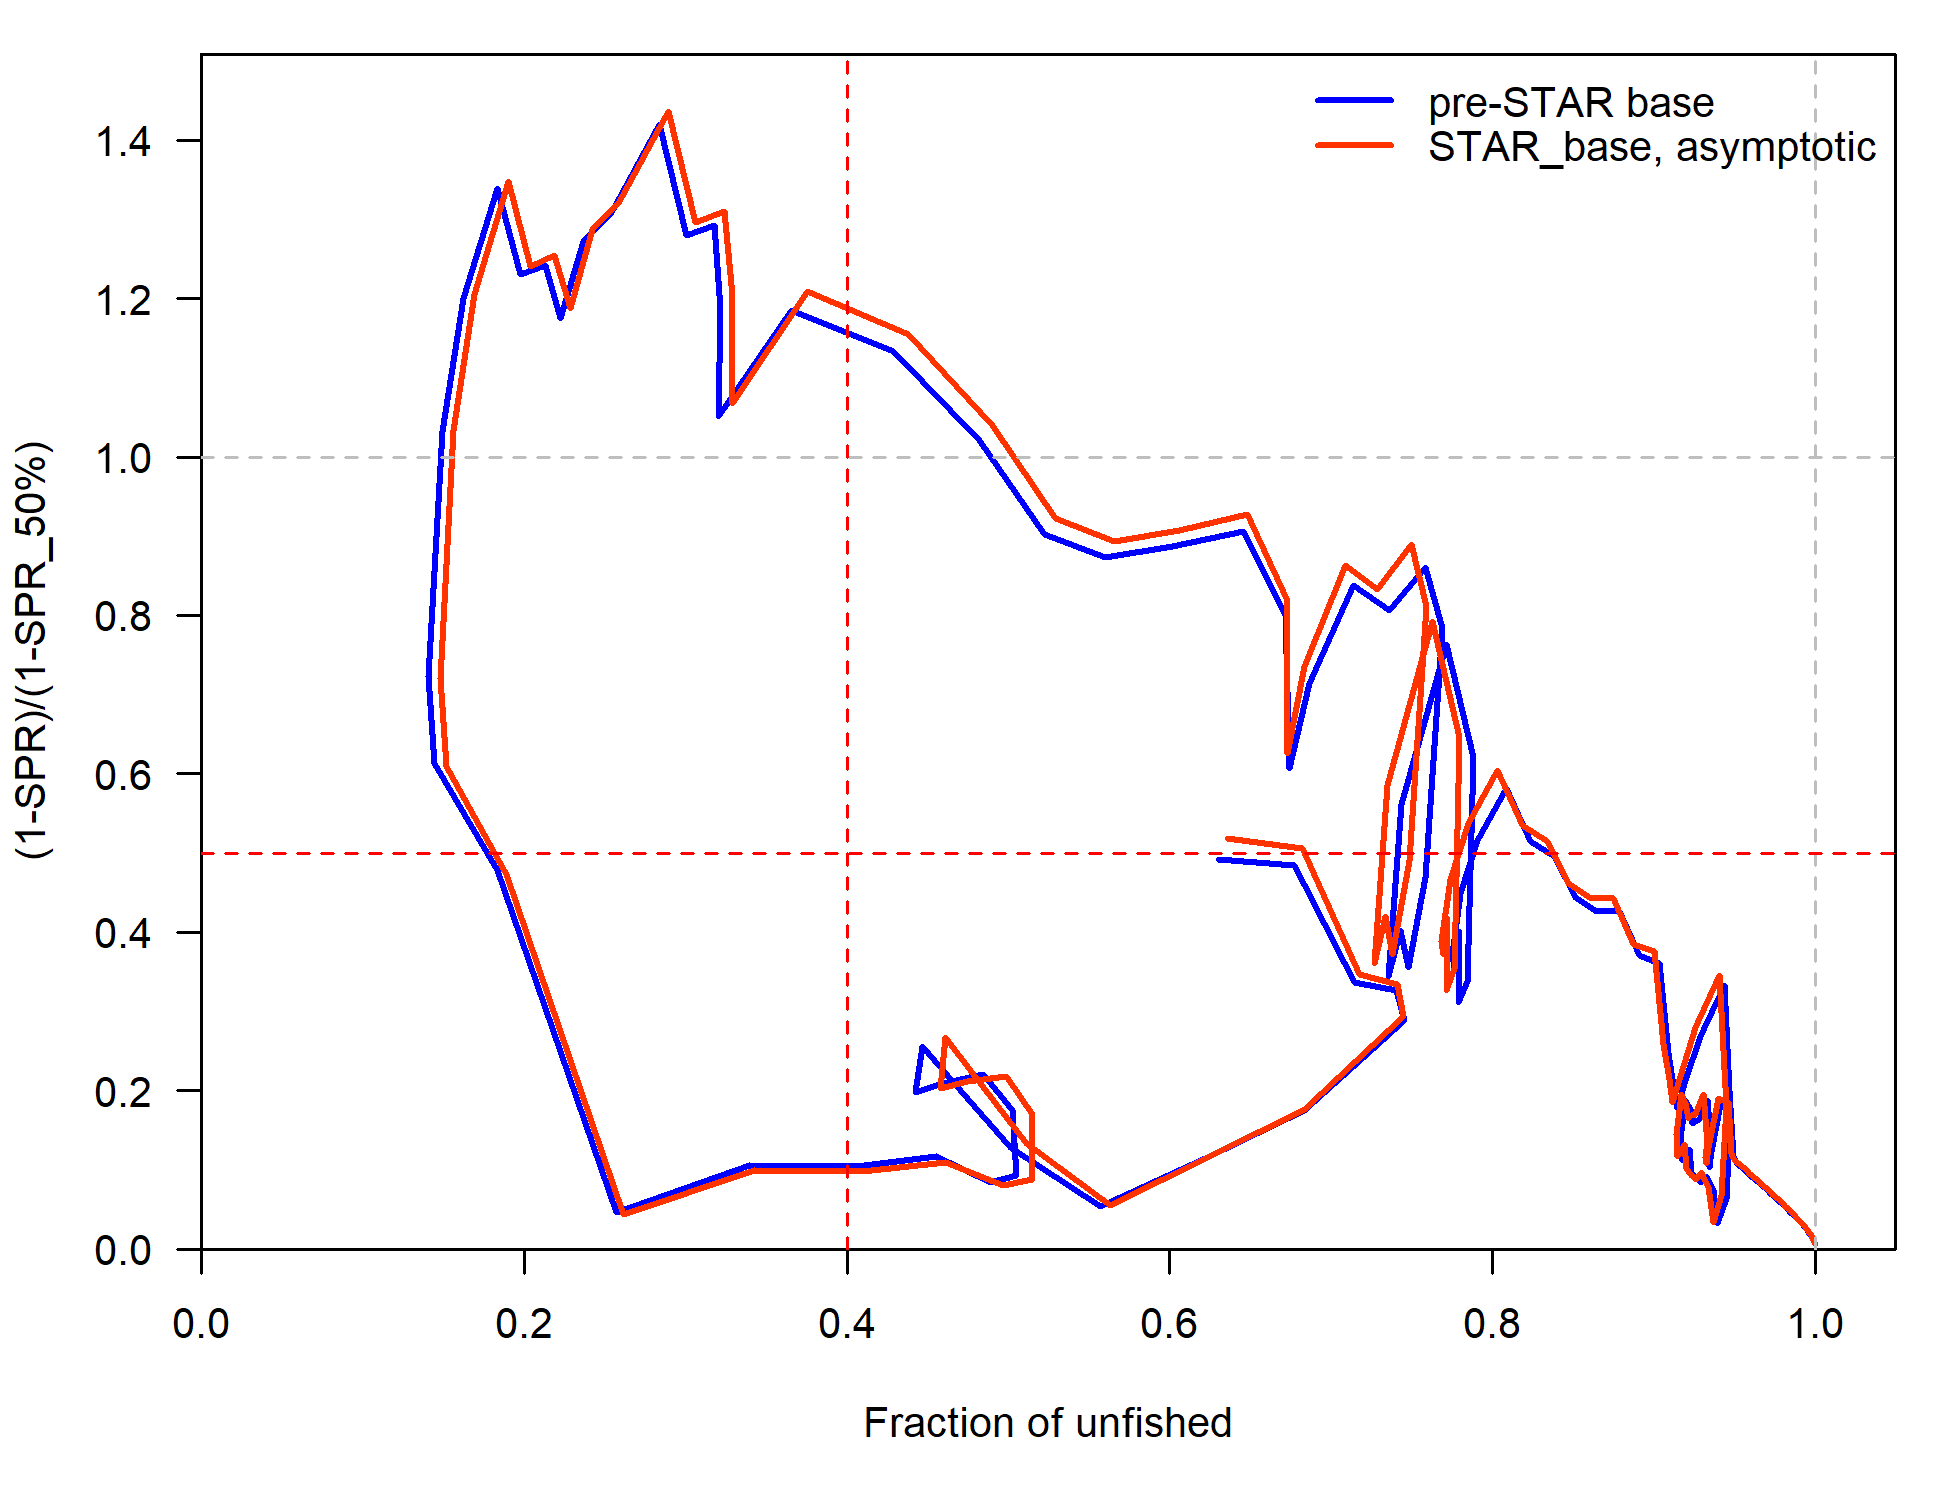 pre-STAR base
STAR_base, asymptotic
1.4
1.2
1.0
0.8
0.6
0.4
0.2
0.0
(1-SPR)/(1-SPR_50%)
0.0 0.2 0.4 0.6 0.8 1.0
Fraction of unfished